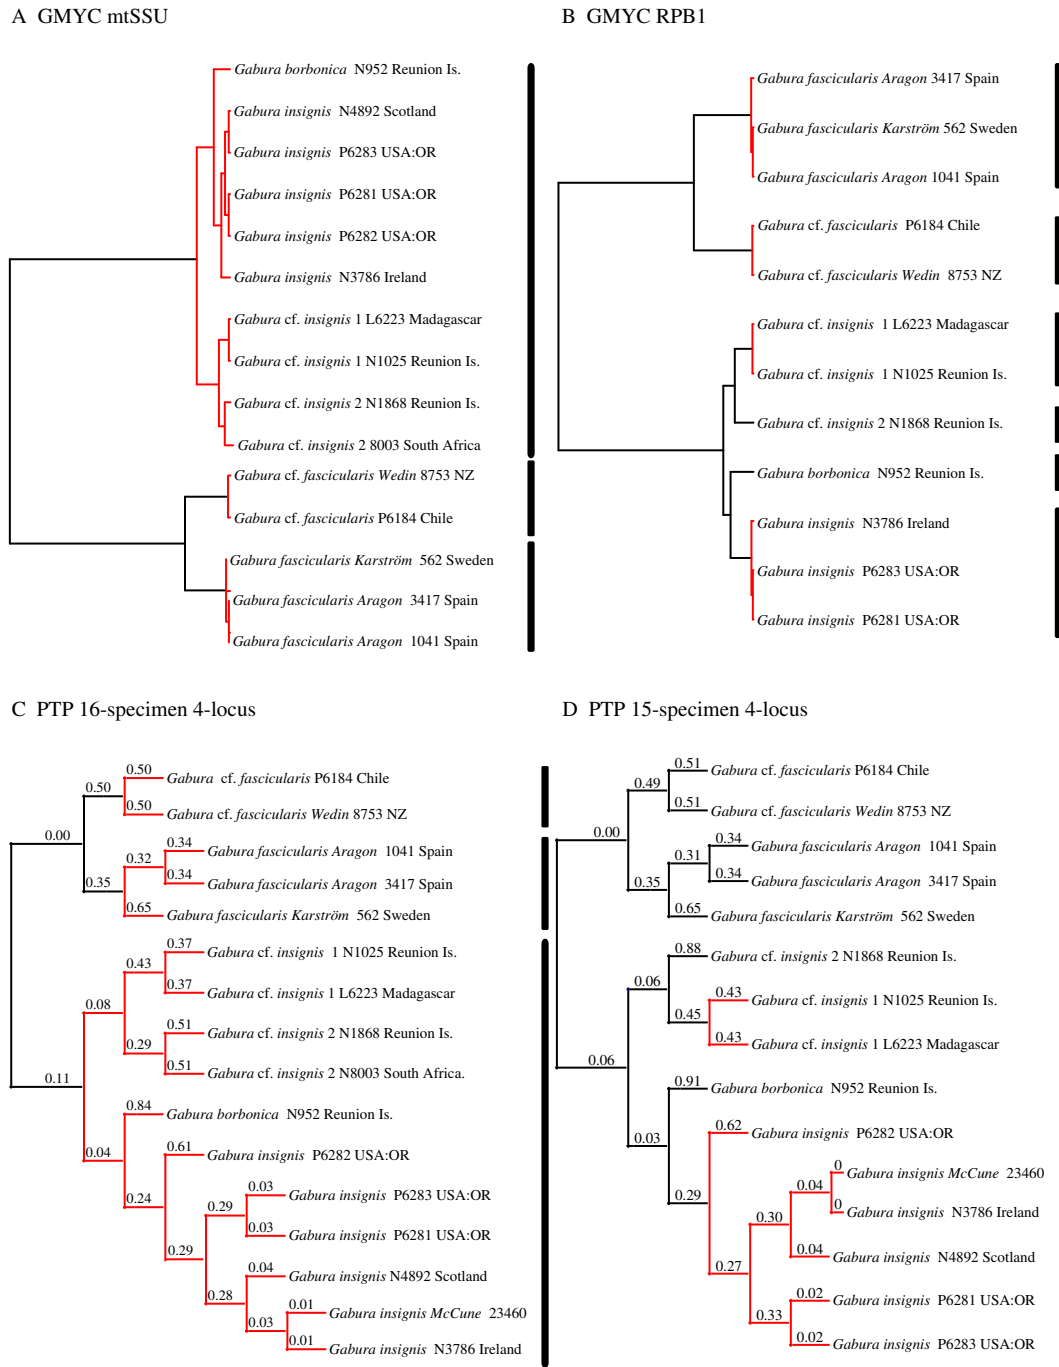 A GMYC mtSSU
Gabura borbonica N952 Reunion Is.
Gabura insignis N4892 Scotland
Gabura insignis P6283 USA:OR
Gabura insignis P6281 USA:OR
Gabura insignis P6282 USA:OR
Gabura insignis N3786 Ireland
Gabura cf. insignis 1 L6223 Madagascar
Gabura cf. insignis 1 N1025 Reunion Is.
Gabura cf. insignis 2 N1868 Reunion Is.
Gabura cf. insignis 2 8003 South Africa
Gabura cf. fascicularis Wedin 8753 NZ
Gabura cf. fascicularis P6184 Chile
Gabura fascicularis Karström 562 Sweden
Gabura fascicularis Aragon 3417 Spain
Gabura fascicularis Aragon 1041 Spain
B GMYC RPB1
Gabura fascicularis Aragon 3417 Spain
Gabura fascicularis Karström 562 Sweden
Gabura fascicularis Aragon 1041 Spain
Gabura cf. fascicularis P6184 Chile
Gabura cf. fascicularis Wedin 8753 NZ
Gabura cf. insignis 1 L6223 Madagascar
Gabura cf. insignis 1 N1025 Reunion Is.
Gabura cf. insignis 2 N1868 Reunion Is.
Gabura borbonica N952 Reunion Is.
Gabura insignis N3786 Ireland
Gabura insignis P6283 USA:OR
Gabura insignis P6281 USA:OR
C PTP 16-specimen 4-locus
0.50
Gabura cf. fascicularis P6184 Chile
0.50
0.50
Gabura cf. fascicularis Wedin 8753 NZ
0.00
0.34
Gabura fascicularis Aragon 1041 Spain
0.32
0.34
Gabura fascicularis Aragon 3417 Spain
0.35
0.65
Gabura fascicularis Karström 562 Sweden
0.37
Gabura cf. insignis 1 N1025 Reunion Is.
0.43
0.37
Gabura cf. insignis 1 L6223 Madagascar
0.08
0.51
Gabura cf. insignis 2 N1868 Reunion Is.
0.29
0.51
Gabura cf. insignis 2 N8003 South Africa.
0.11
0.84
Gabura borbonica N952 Reunion Is.
0.04
0.61
Gabura insignis P6282 USA:OR
0.24
0.03
Gabura insignis P6283 USA:OR
0.29
0.03
Gabura insignis P6281 USA:OR
0.29
0.04
Gabura insignis N4892 Scotland
0.28
0.01
Gabura insignis McCune 23460
0.03
0.01
Gabura insignis N3786 Ireland
D PTP 15-specimen 4-locus
0.51
Gabura cf. fascicularis P6184 Chile
0.49
0.51
Gabura cf. fascicularis Wedin 8753 NZ
0.00
0.34
Gabura fascicularis Aragon 1041 Spain
0.31
0.34
Gabura fascicularis Aragon 3417 Spain
0.35
0.65
Gabura fascicularis Karström 562 Sweden
0.88
Gabura cf. insignis 2 N1868 Reunion Is.
0.06
0.43
Gabura cf. insignis 1 N1025 Reunion Is.
0.45
0.43
Gabura cf. insignis 1 L6223 Madagascar
0.06
0.91
Gabura borbonica N952 Reunion Is.
0.03
0.62
Gabura insignis P6282 USA:OR
0.29
0
Gabura insignis McCune 23460
0.04
0
Gabura insignis N3786 Ireland
0.30
0.04
Gabura insignis N4892 Scotland
0.27
0.02
Gabura insignis P6281 USA:OR
0.33
0.02
Gabura insignis P6283 USA:OR